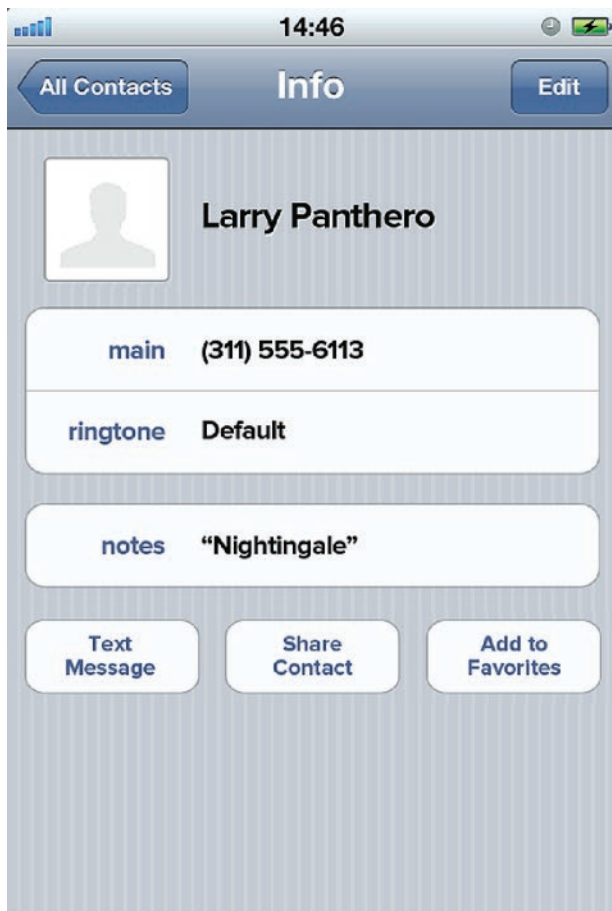 14:46
All Contacts Info Edit
Larry Panthero
main (311) 555-6113
ringtone Default
notes “Nightingale”
Text Message
Share Contact
Add to Favorites